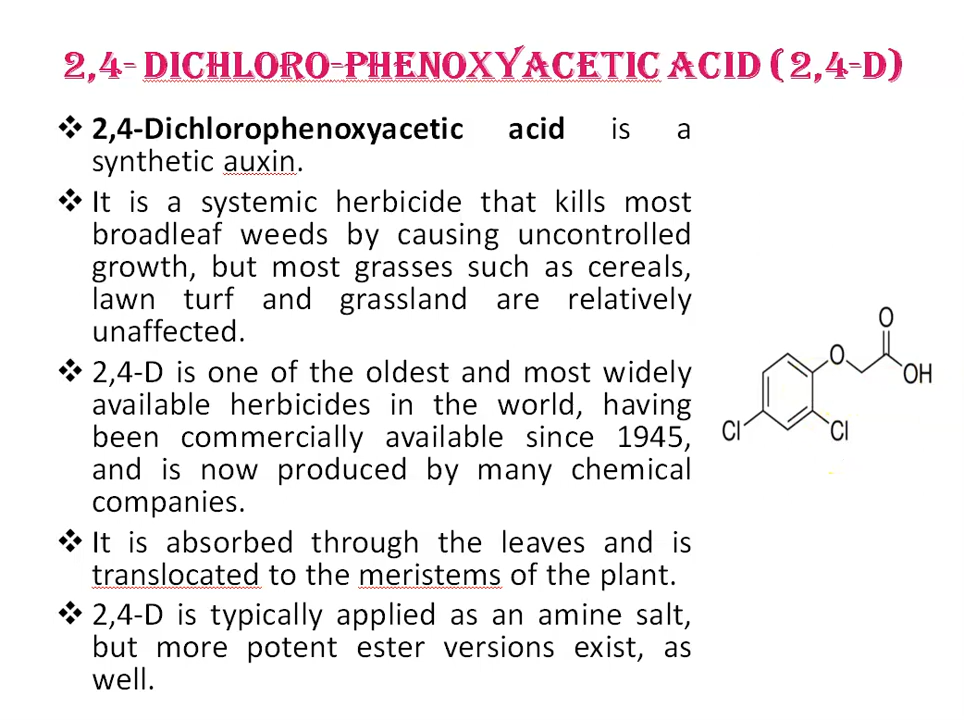 2,4- DICHLORO-PHENOXYACETIC ACID (2,4-D)
❖ 2,4-Dichlorophenoxyacetic acid is a
synthetic auxin.
❖ It is a systemic herbicide that kills most
broadleaf weeds by causing uncontrolled
growth, but most grasses such as cereals,
lawn turf and grassland are relatively
unaffected.
❖ 2,4-D is one of the oldest and most widely
available herbicides in the world, having
been commercially available since 1945,
and is now produced by many chemical
companies.
❖ It is absorbed through the leaves and is
translocated to the meristems of the plant.
❖ 2,4-D is typically applied as an amine salt,
but more potent ester versions exist, as
well.
O
O
OH
Cl
Cl